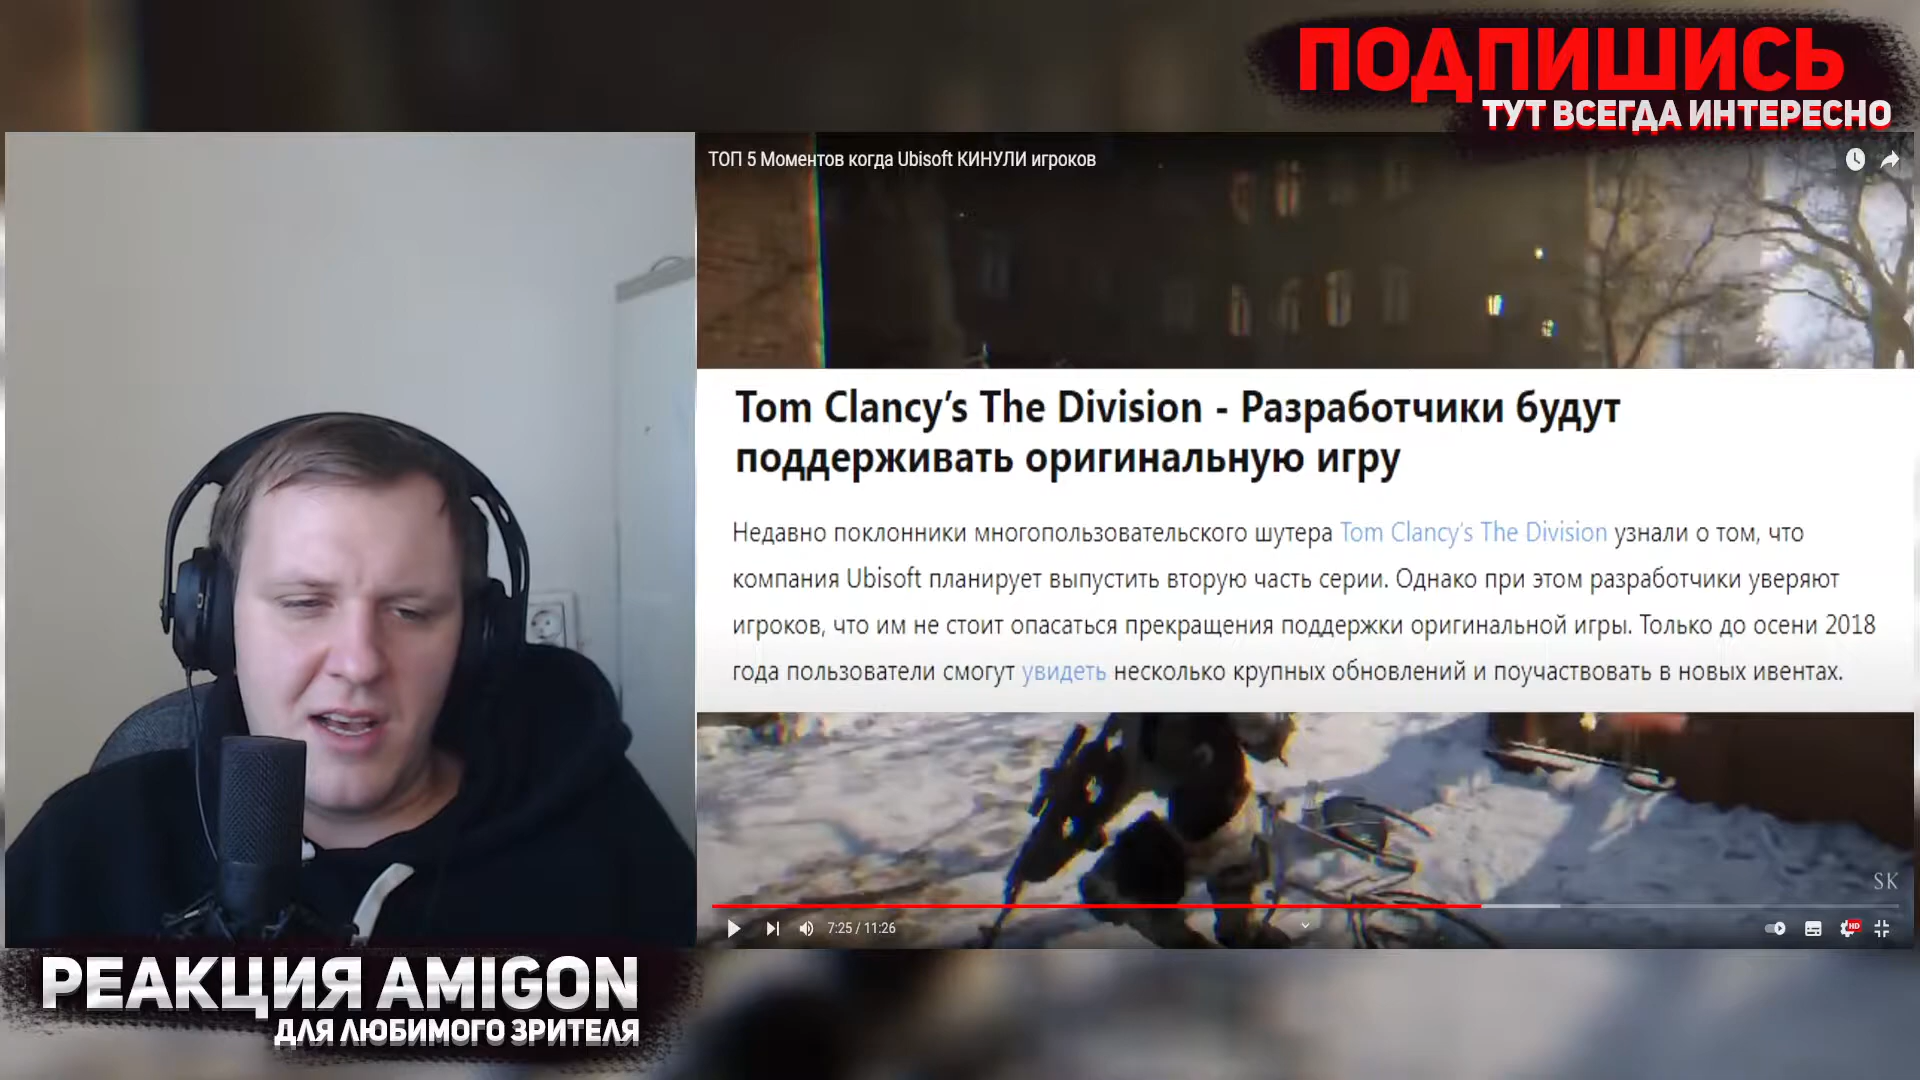 ПОДПИШИСЬ
ТУТ ВСЕГДА ИНТЕРЕСНО
ТОП 5 Моментов когда Ubisoft КИНУЛИ игроков
Tom Clancy’s The Division - Разработчики будут
поддерживать оригинальную игру
Недавно поклонники многопользовательского шутера Tom Clancy’s The Division узнали о том, что
компания Ubisoft планирует выпустить вторую часть серии. Однако при этом разработчики уверяют
игроков, что им не стоит опасаться прекращения поддержки оригинальной игры. Только до осени 2018
года пользователи смогут увидеть несколько крупных обновлений и поучаствовать в новых ивентах.
SK
7:25 / 11:26
HD
РЕАКЦИЯ AMIGON
ДЛЯ ЛЮБИМОГО ЗРИТЕЛЯ